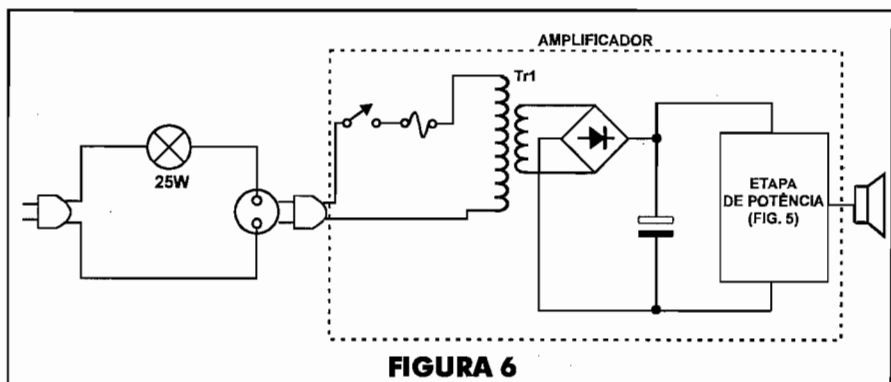 AMPLIFICADOR
Tr1
25W
ETAPA
DE POTÊNCIA
(FIG. 5)
FIGURA 6